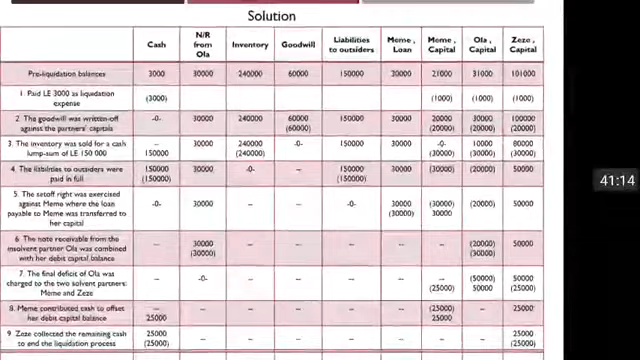 Solution
Cash N/R from Ola Inventory Goodwill Liabilities to outsiders Meme, Loan Meme, Capital Ola, Capital Zeze, Capital
Pre-liquidation balances 3000 30000 240000 60000 150000 30000 21000 31000 101000
1. Paid LE 3000 as liquidation expense (3000) (1000) (1000) (1000)
2. The goodwill was written-off against the partners' capitals -0- 30000 240000 60000 (60000) 150000 30000 20000 (20000) 30000 (20000) 100000 (20000)
3. The inventory was sold for a cash lump-sum of LE 150 000 -- 150000 30000 240000 (240000) -0- 150000 30000 -0- (30000) 10000 (30000) 80000 (30000)
4. The liabilities to outsiders were paid in full 150000 (150000) 30000 -0- -- 150000 (150000) 30000 (30000) (20000) 50000
5. The setoff right was exercised against Meme where the loan payable to Meme was transferred to her capital -0- 30000 -- -- -0- 30000 (30000) (30000) 30000 (20000) 50000
6. The note receivable from the insolvent partner Ola was combined with her debit capital balance -- 30000 (30000) -- -- -- -- -- (20000) (30000) 50000
7. The final deficit of Ola was charged to the two solvent partners: Meme and Zeze -- -0- -- -- -- -- -- (25000) (50000) 50000 50000 (25000)
8. Meme contributed cash to offset her debit capital balance -- 25000 -- -- -- -- -- (25000) 25000 -- 25000
9 Zeze collected the remaining cash to end the liquidation process 25000 (25000) -- -- -- -- -- -- -- 25000 (25000)
41:14